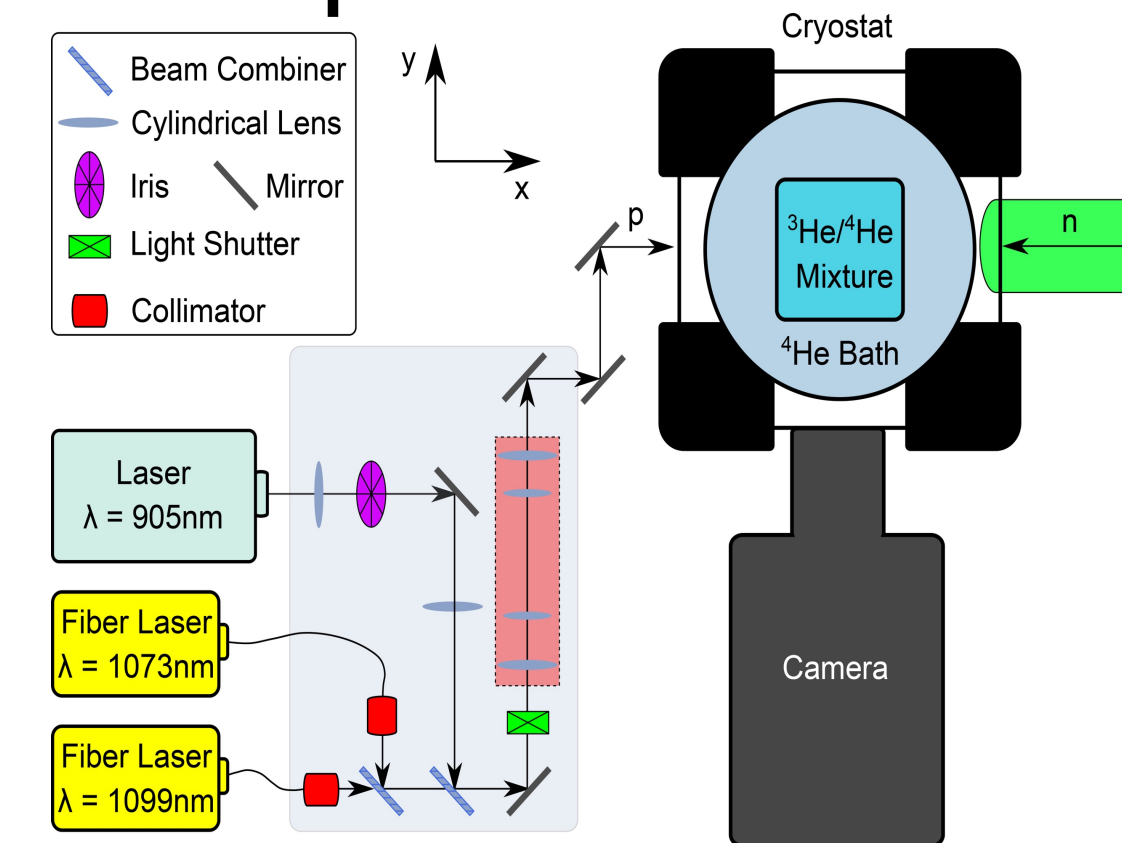 Cryostat
Beam Combiner
Cylindrical Lens
Iris
Mirror
Light Shutter
Collimator
y
x
p
n
³He/⁴He
Mixture
⁴He Bath
Laser
λ = 905nm
Fiber Laser
λ = 1073nm
Fiber Laser
λ = 1099nm
Camera